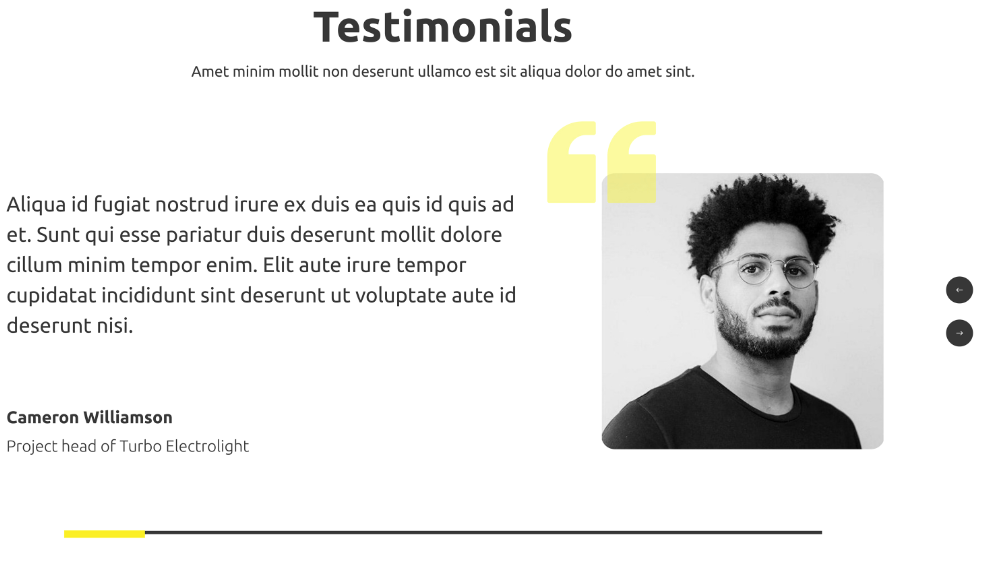 Testimonials
Amet minim mollit non deserunt ullamco est sit aliqua dolor do amet sint.
Aliqua id fugiat nostrud irure ex duis ea quis id quis ad
et. Sunt qui esse pariatur duis deserunt mollit dolore
cillum minim tempor enim. Elit aute irure tempor
cupidatat incididunt sint deserunt ut voluptate aute id
deserunt nisi.
Cameron Williamson
Project head of Turbo Electrolight